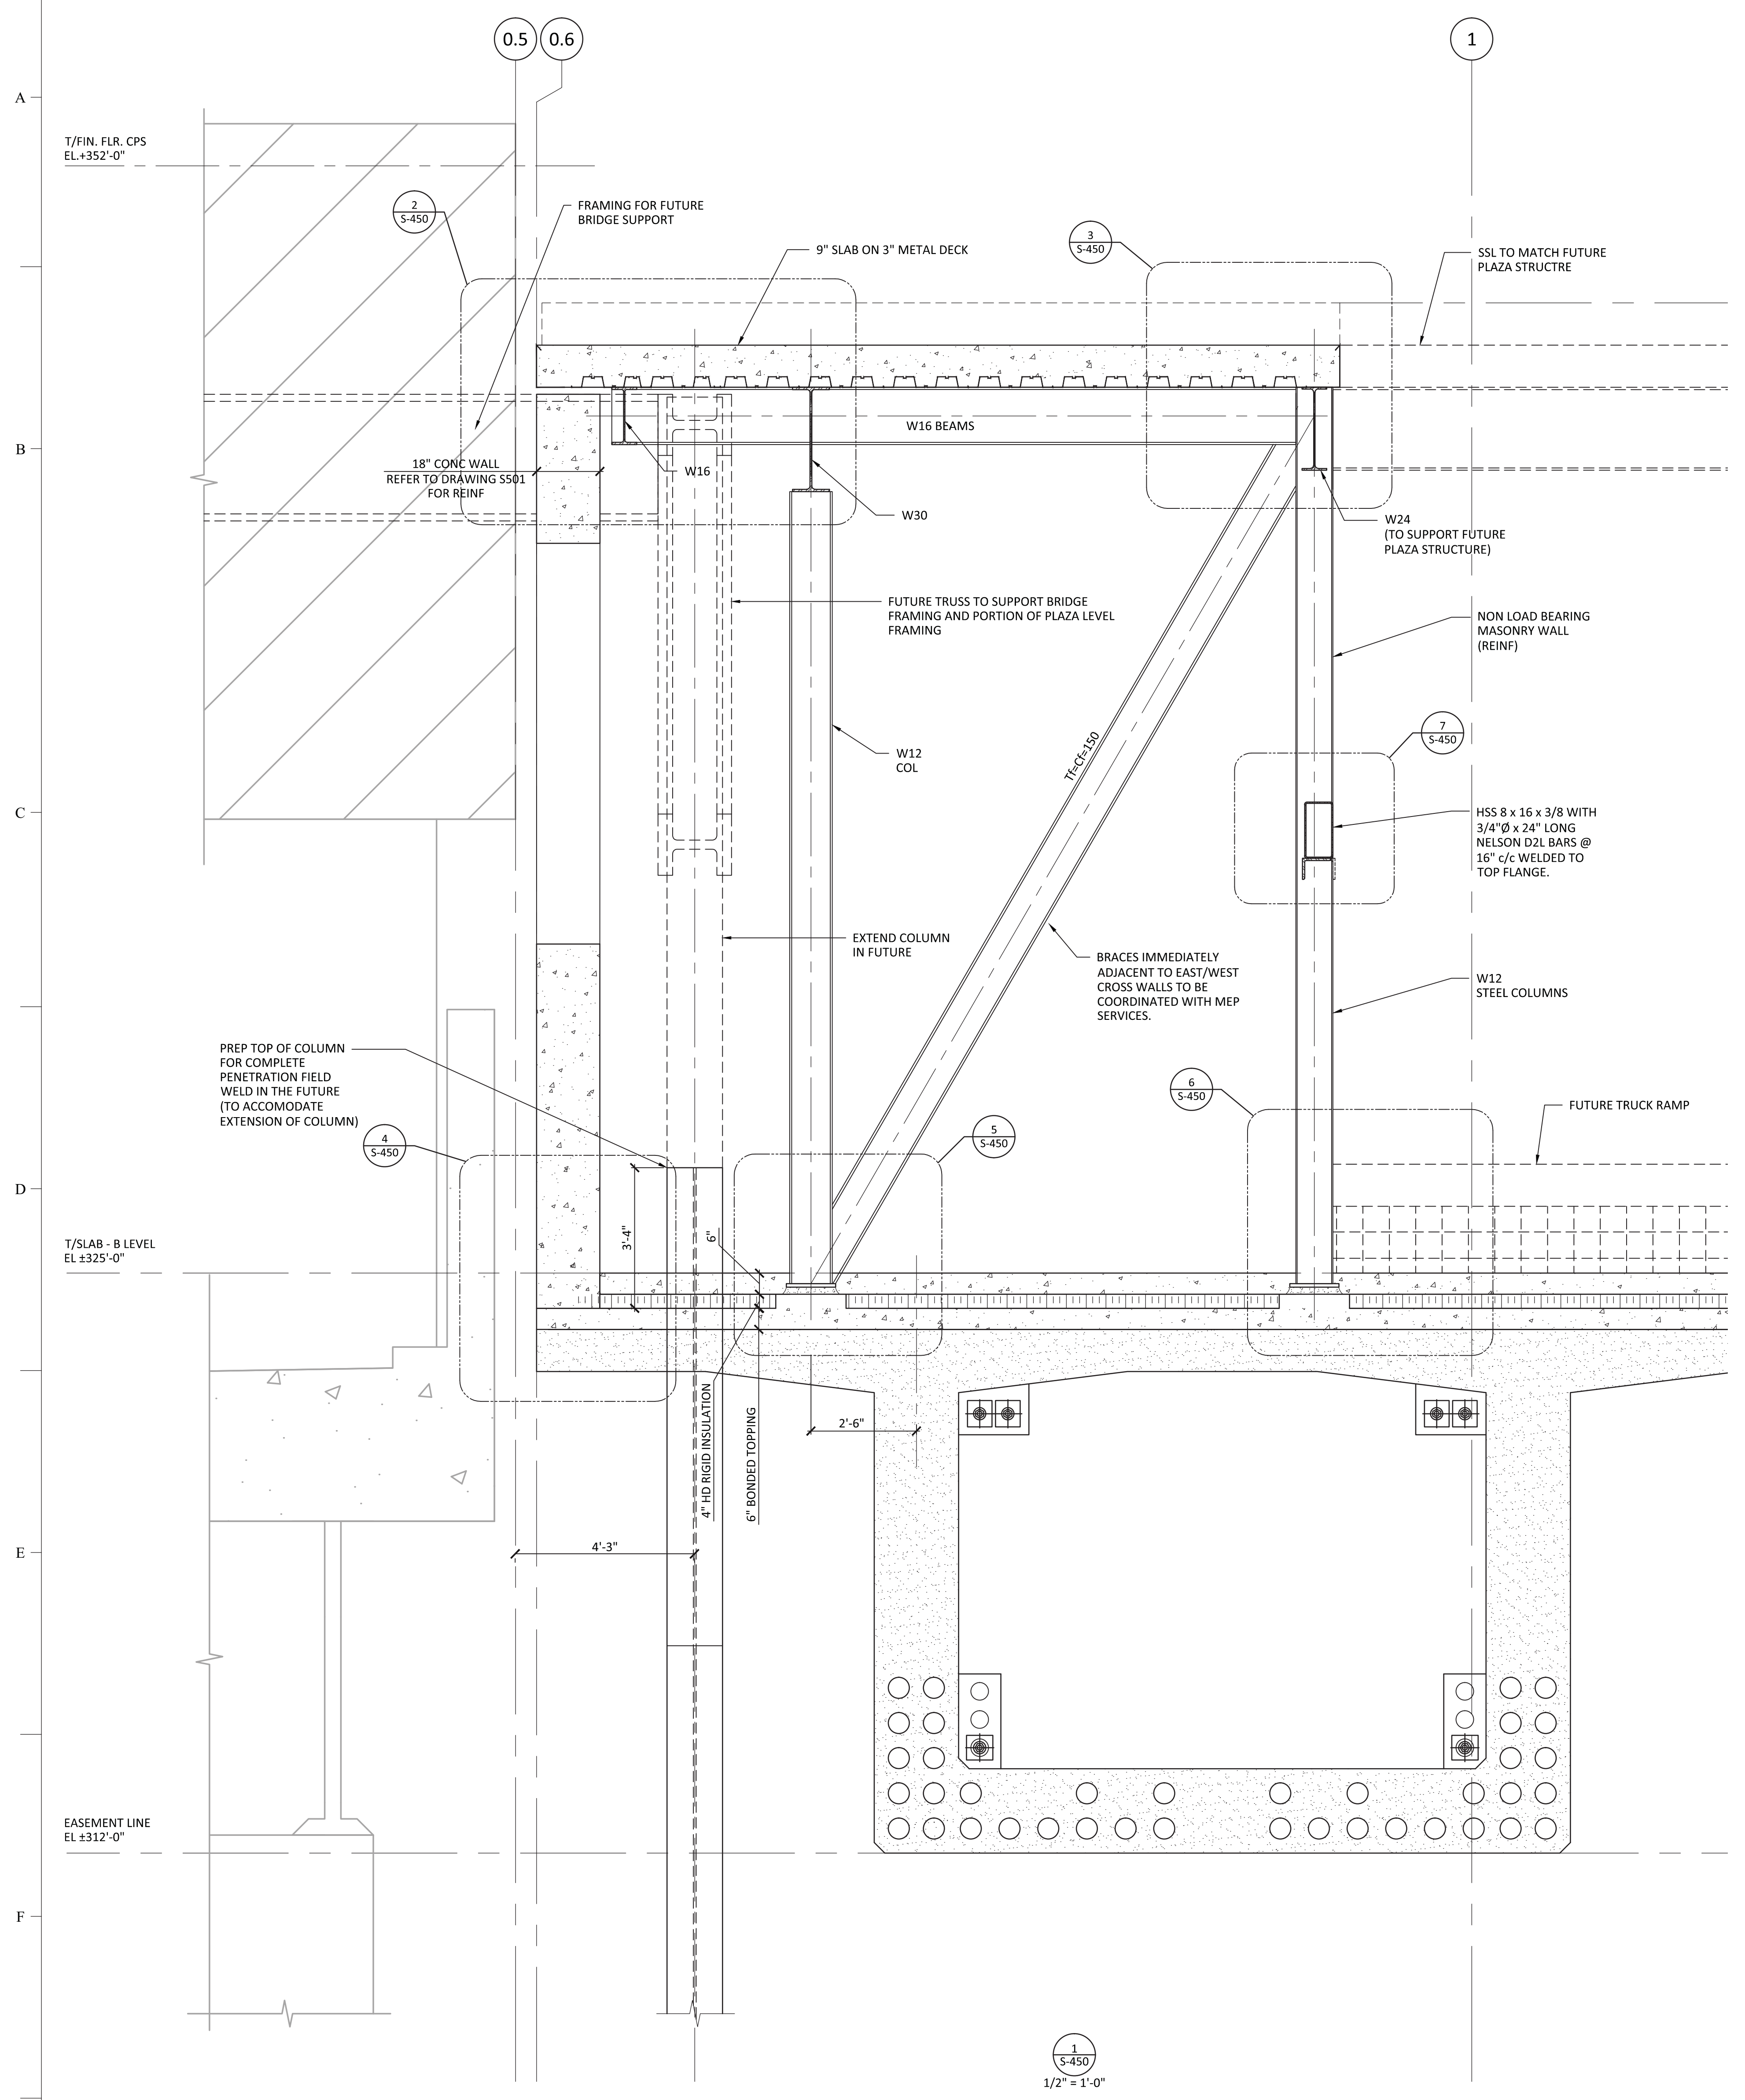 0.5
0.6
1
A
T/FIN. FLR. CPS
EL.+352'-0"
2
S-450
FRAMING FOR FUTURE
BRIDGE SUPPORT
9" SLAB ON 3" METAL DECK
3
S-450
SSL TO MATCH FUTURE
PLAZA STRUCTRE
B
W16 BEAMS
18" CONC WALL
REFER TO DRAWING S501
FOR REINF
W16
W30
W24
(TO SUPPORT FUTURE
PLAZA STRUCTURE)
FUTURE TRUSS TO SUPPORT BRIDGE
FRAMING AND PORTION OF PLAZA LEVEL
FRAMING
NON LOAD BEARING
MASONRY WALL
(REINF)
7
S-450
W12
COL
Tf=Cf=150
C
HSS 8 x 16 x 3/8 WITH
3/4"Ø x 24" LONG
NELSON D2L BARS @
16" c/c WELDED TO
TOP FLANGE.
EXTEND COLUMN
IN FUTURE
BRACES IMMEDIATELY
ADJACENT TO EAST/WEST
CROSS WALLS TO BE
COORDINATED WITH MEP
SERVICES.
W12
STEEL COLUMNS
PREP TOP OF COLUMN
FOR COMPLETE
PENETRATION FIELD
WELD IN THE FUTURE
(TO ACCOMODATE
EXTENSION OF COLUMN)
4
S-450
5
S-450
6
S-450
FUTURE TRUCK RAMP
D
3'-4"
6"
T/SLAB - B LEVEL
EL ±325'-0"
4" HD RIGID INSULATION
6" BONDED TOPPING
2'-6"
E
4'-3"
EASEMENT LINE
EL ±312'-0"
F
1
S-450
1/2" = 1'-0"